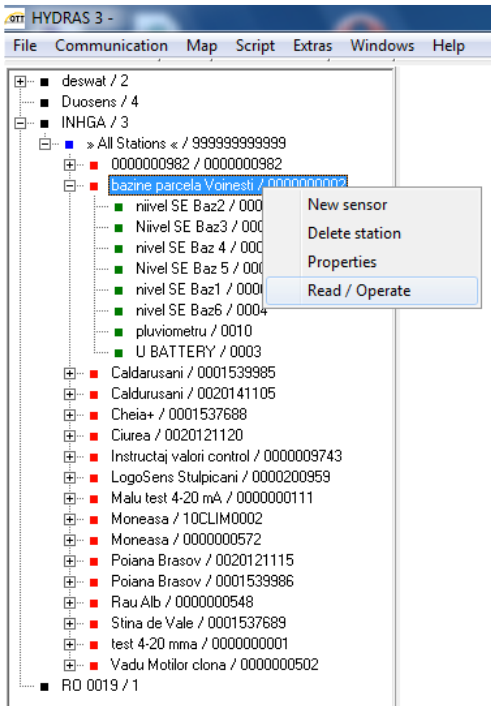 OTT HYDRAS 3 -
File Communication Map Script Extras Windows Help
deswat / 2
Duosens / 4
INHGA / 3
» All Stations « / 999999999999
0000000982 / 0000000982
bazine parcela Voinesti / 0000000002
niivel SE Baz2 / 000
Niivel SE Baz3 / 000
nivel SE Baz 4 / 000
Nivel SE Baz 5 / 000
nivel SE Baz1 / 000
nivel SE Baz6 / 0004
pluviometru / 0010
U BATTERY / 0003
New sensor
Delete station
Properties
Read / Operate
Caldarusani / 0001539985
Caldurusani / 0020141105
Cheia+ / 0001537688
Ciurea / 0020121120
Instructaj valori control / 0000009743
LogoSens Stulpicani / 0000200959
Malu test 4-20 mA / 0000000111
Moneasa / 10CLIM0002
Moneasa / 0000000572
Poiana Brasov / 0020121115
Poiana Brasov / 0001539986
Rau Alb / 0000000548
Stina de Vale / 0001537689
test 4-20 mma / 0000000001
Vadu Motilor clona / 0000000502
RO 0019 / 1